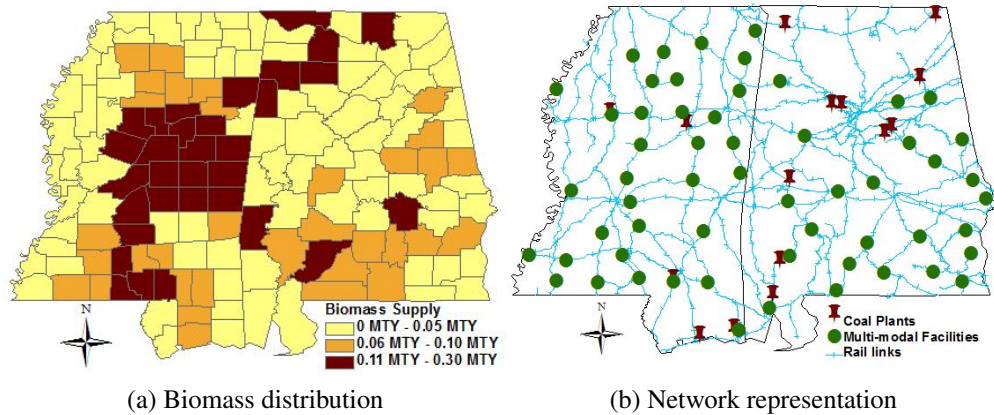 N
Biomass Supply
0 MTY - 0.05 MTY
0.06 MTY - 0.10 MTY
0.11 MTY - 0.30 MTY
(a) Biomass distribution
N
Coal Plants
Multi-modal Facilities
Rail links
(b) Network representation